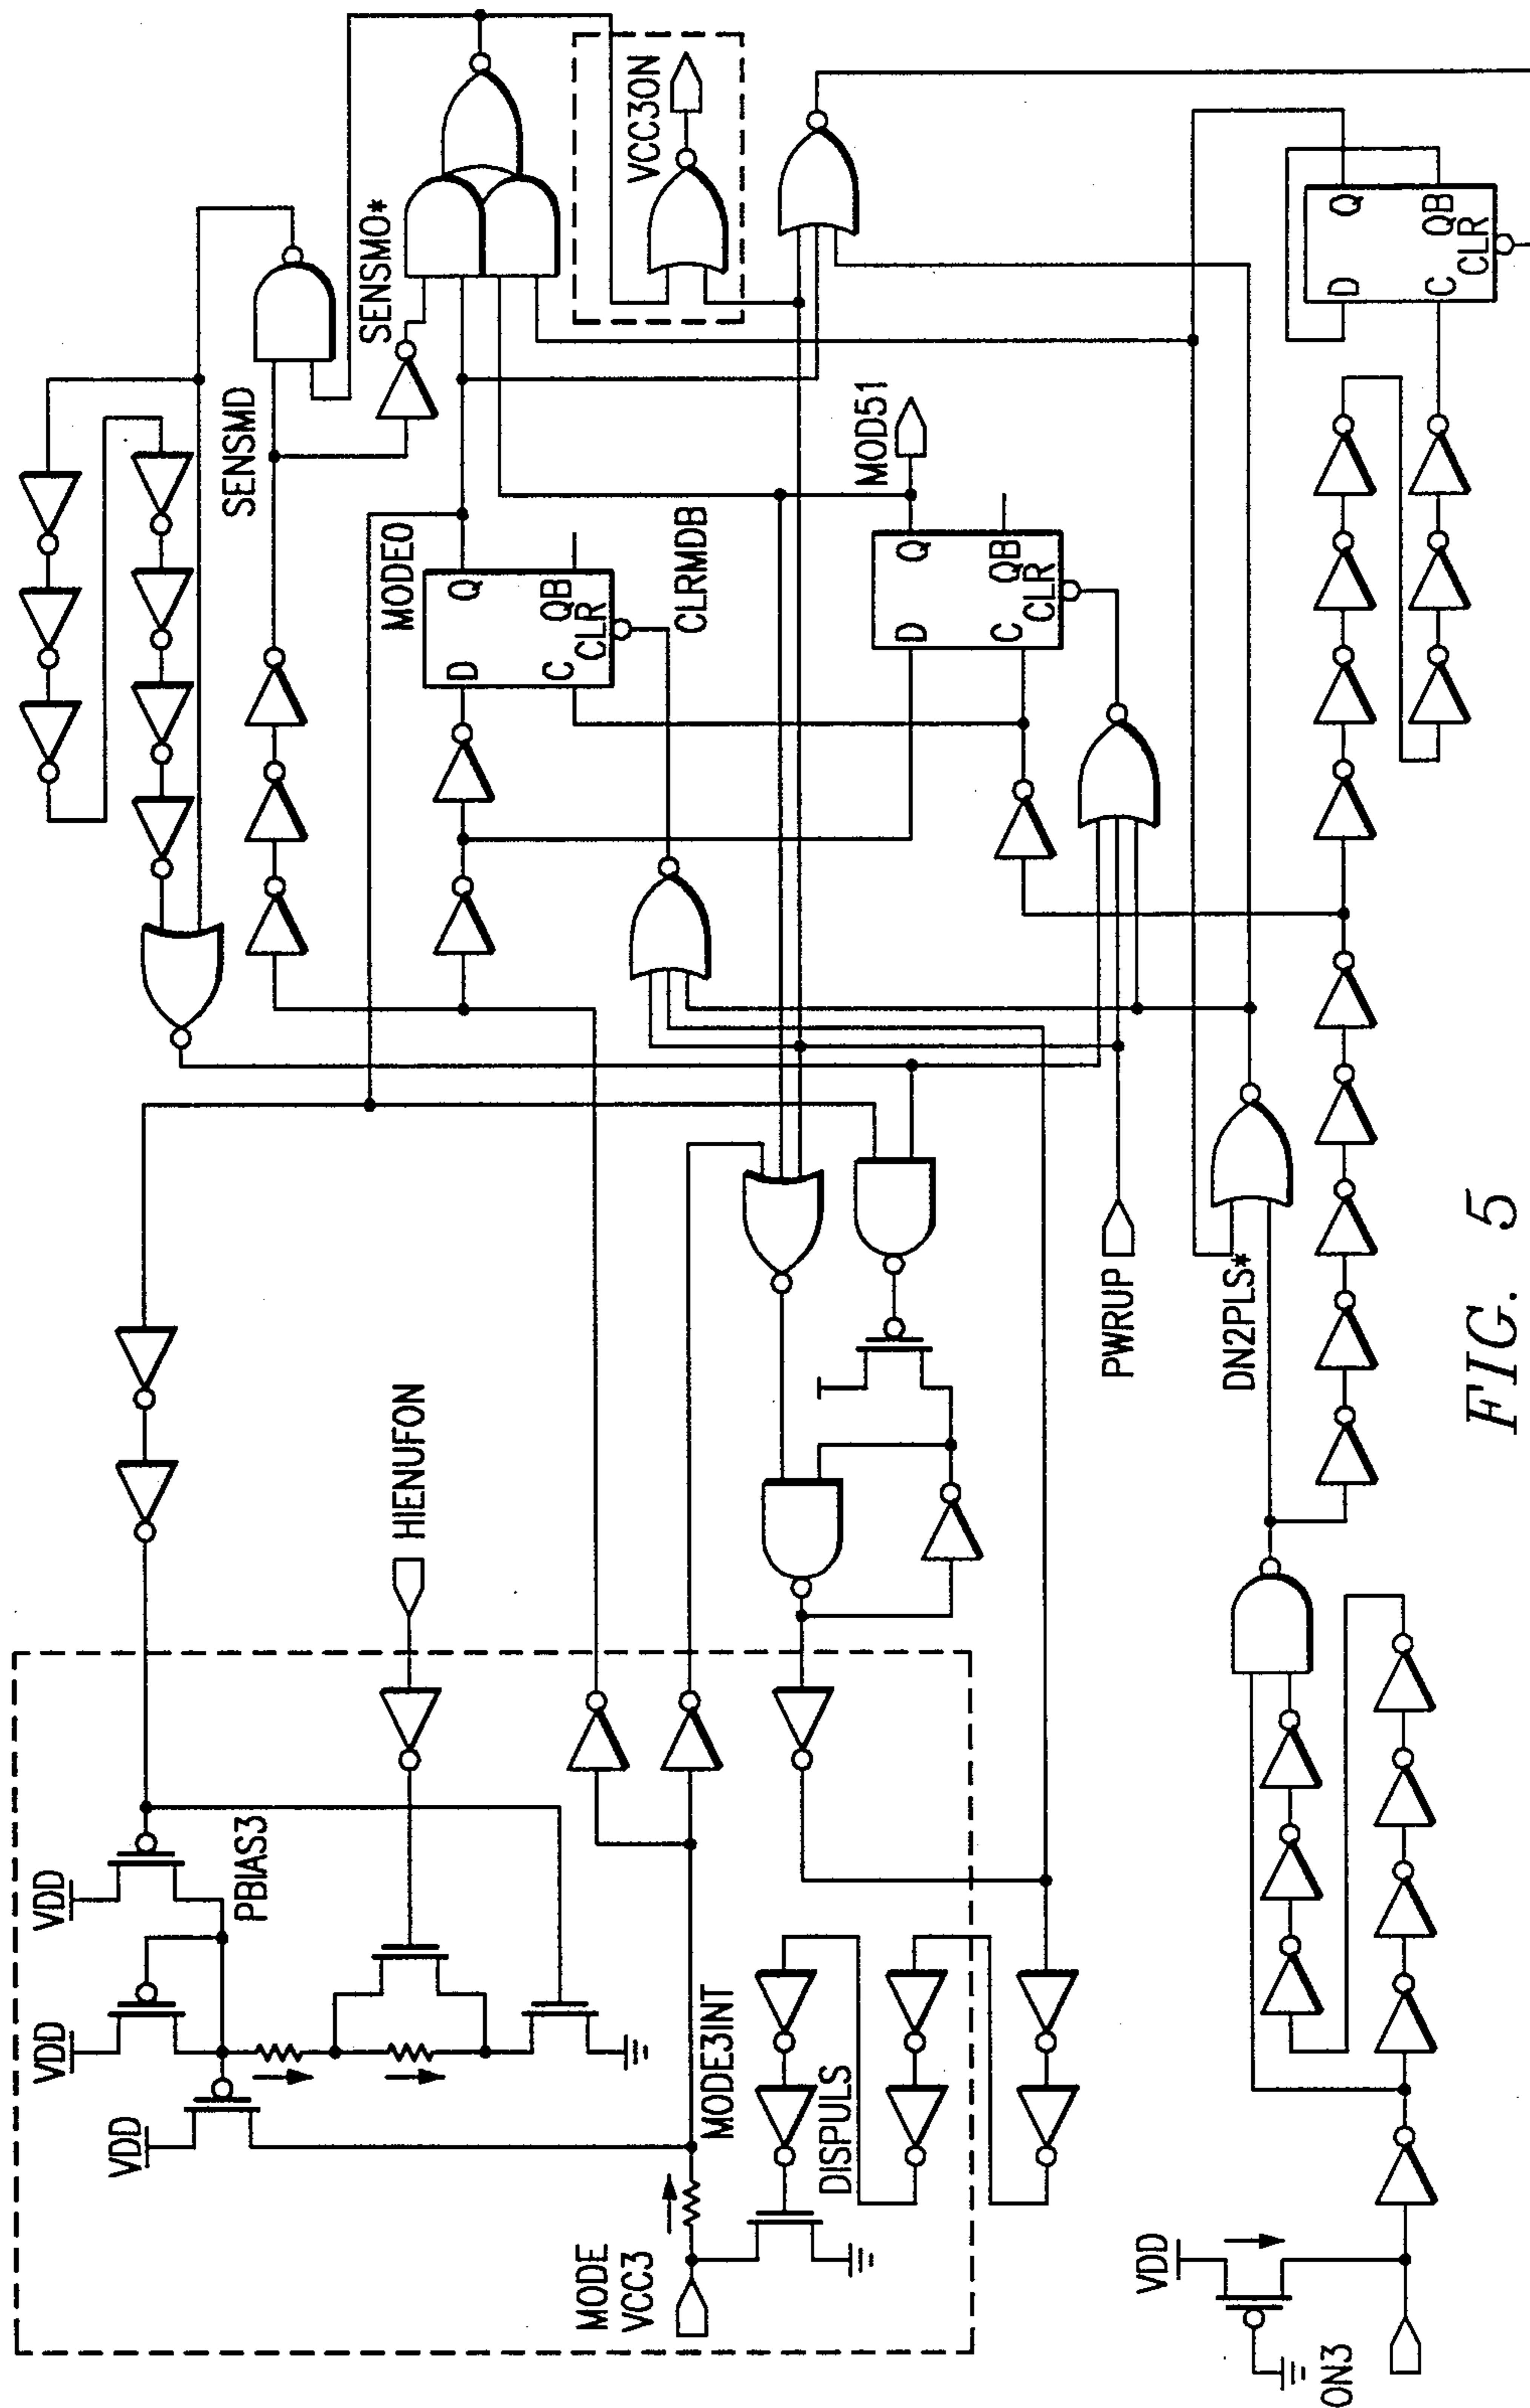 VDD
VDD
VDD
PBIAS3
HIENUFON
MODE
VCC3
MODE3INT
DISPULS
SENSMD
SENSMO*
MODE0
D
Q
C
QB
CLR
CLRMDB
VCC3ON
MOD51
D
Q
C
QB
CLR
PWRUP
DN2PLS*
VDD
ON3
D
Q
C
QB
CLR
FIG. 5